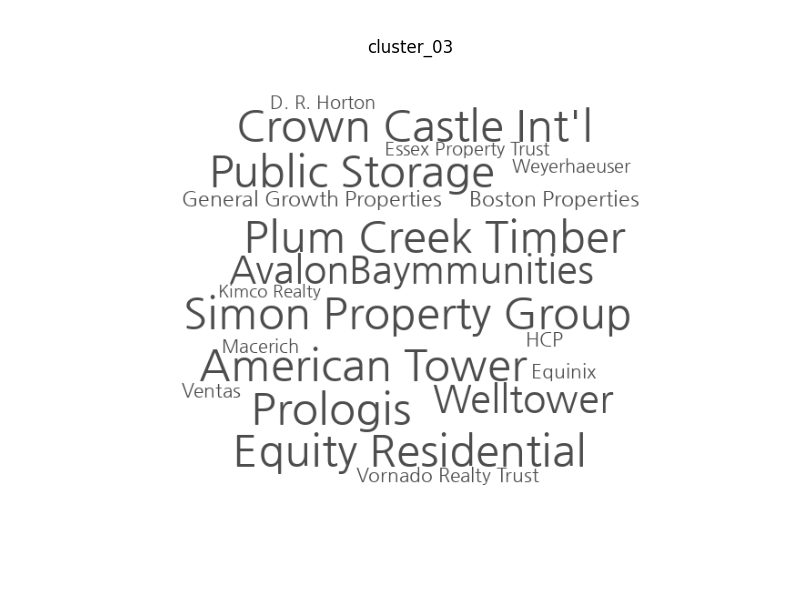 cluster_03
D. R. Horton
Crown Castle Int'l
Essex Property Trust
Public Storage
Weyerhaeuser
General Growth Properties
Boston Properties
Plum Creek Timber
AvalonBaymmunities
Kimco Realty
Simon Property Group
HCP
Macerich
American Tower
Equinix
Ventas
Welltower
Prologis
Equity Residential
Vornado Realty Trust